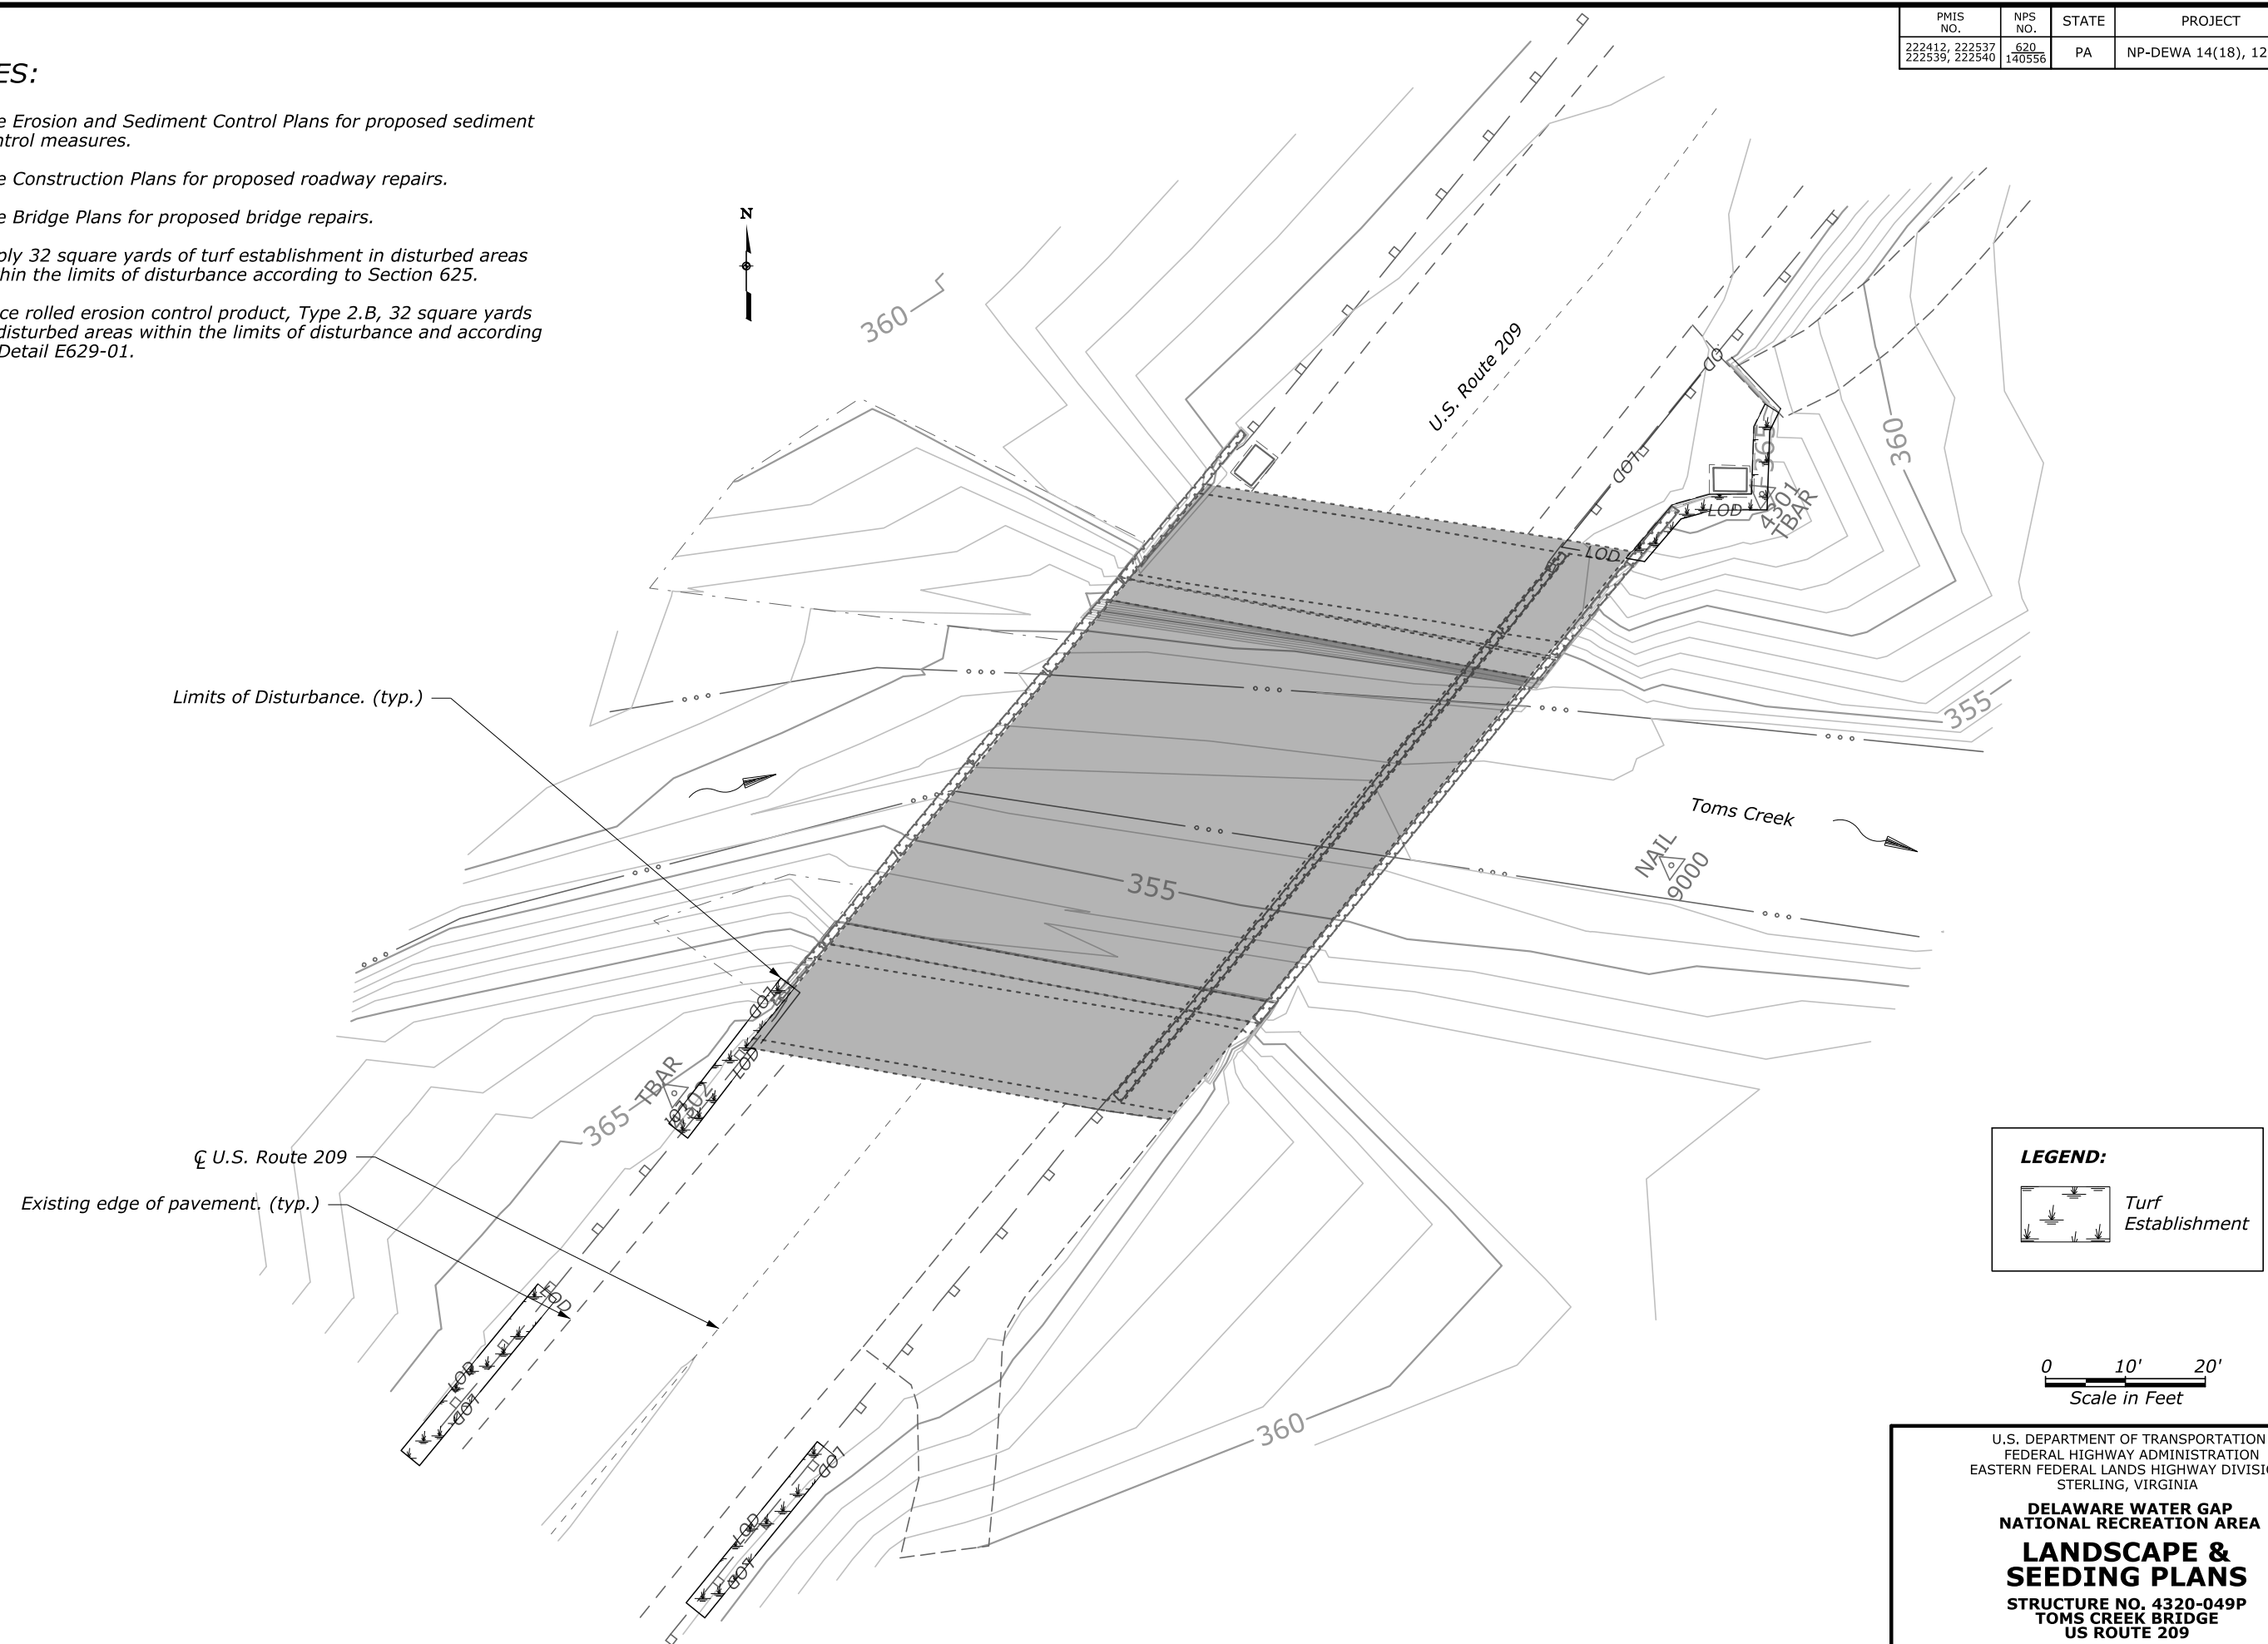 PMIS NO.
NPS NO.
STATE
PROJECT
222412, 222537
222539, 222540
620
140556
PA
NP-DEWA 14(18), 12
ES:
e Erosion and Sediment Control Plans for proposed sediment
ntrol measures.
e Construction Plans for proposed roadway repairs.
e Bridge Plans for proposed bridge repairs.
ply 32 square yards of turf establishment in disturbed areas
hin the limits of disturbance according to Section 625.
ce rolled erosion control product, Type 2.B, 32 square yards
disturbed areas within the limits of disturbance and according
Detail E629-01.
N
360
U.S. Route 209
LOD
LOD
365
360
4301
TBAR
LOD
LOD
355
Limits of Disturbance. (typ.)
Toms Creek
NAIL
9000
355
LOD
LOD
TBAR
4302
365
℄ U.S. Route 209
Existing edge of pavement. (typ.)
LOD
LOD
LOD
LOD
LOD
LOD
360
LEGEND:
Turf
Establishment
0 10' 20'
Scale in Feet
U.S. DEPARTMENT OF TRANSPORTATION
FEDERAL HIGHWAY ADMINISTRATION
EASTERN FEDERAL LANDS HIGHWAY DIVISI
STERLING, VIRGINIA
DELAWARE WATER GAP
NATIONAL RECREATION AREA
LANDSCAPE &
SEEDING PLANS
STRUCTURE NO. 4320-049P
TOMS CREEK BRIDGE
US ROUTE 209